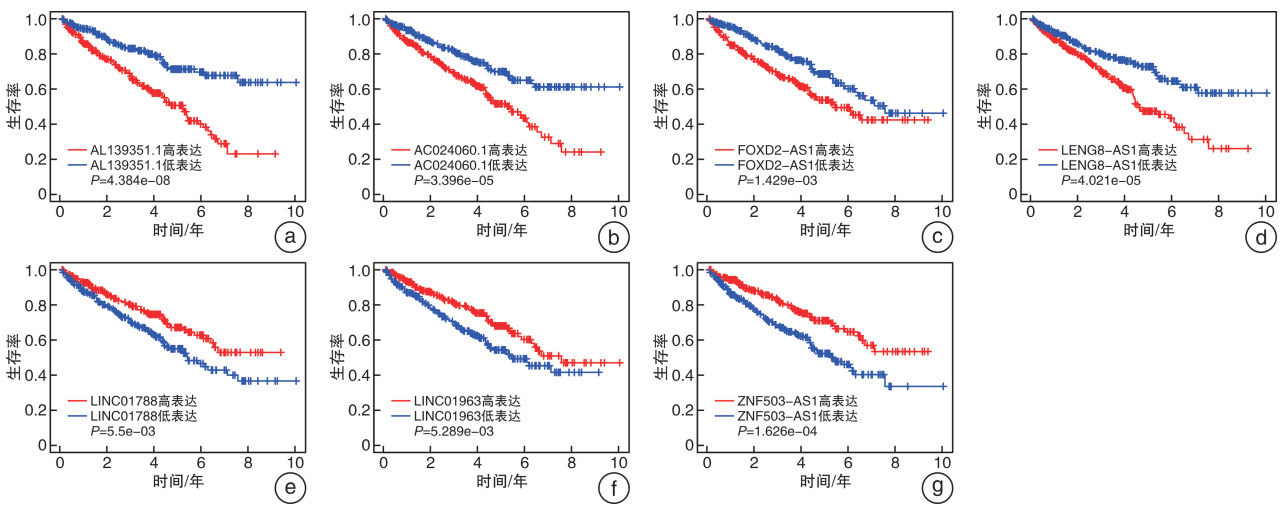 生存率
1.0
0.8
0.6
0.4
0.2
0
AL139351.1高表达
AL139351.1低表达
P=4.384e-08
0 2 4 6 8 10
时间/年
a
生存率
1.0
0.8
0.6
0.4
0.2
0
AC024060.1高表达
AC024060.1低表达
P=3.396e-05
0 2 4 6 8 10
时间/年
b
生存率
1.0
0.8
0.6
0.4
0.2
0
FOXD2-AS1高表达
FOXD2-AS1低表达
P=1.429e-03
0 2 4 6 8 10
时间/年
c
生存率
1.0
0.8
0.6
0.4
0.2
0
LENG8-AS1高表达
LENG8-AS1低表达
P=4.021e-05
0 2 4 6 8 10
时间/年
d
生存率
1.0
0.8
0.6
0.4
0.2
0
LINC01788高表达
LINC01788低表达
P=5.5e-03
0 2 4 6 8 10
时间/年
e
生存率
1.0
0.8
0.6
0.4
0.2
0
LINC01963高表达
LINC01963低表达
P=5.289e-03
0 2 4 6 8 10
时间/年
f
生存率
1.0
0.8
0.6
0.4
0.2
0
ZNF503-AS1高表达
ZNF503-AS1低表达
P=1.626e-04
0 2 4 6 8 10
时间/年
g